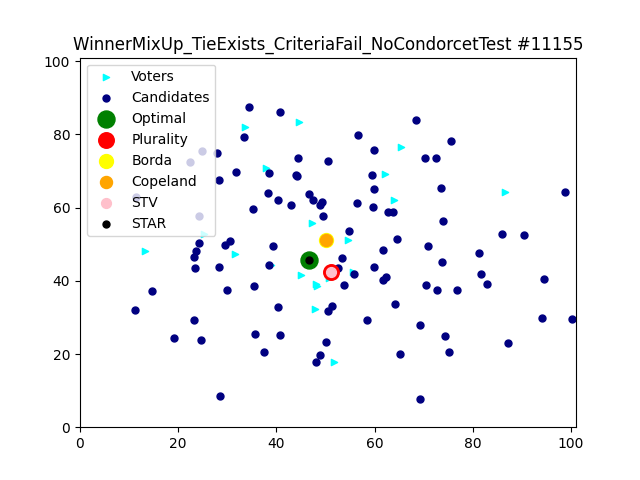 WinnerMixUp_TieExists_CriteriaFail_NoCondorcetTest #11155
100
80
60
40
20
0
Voters
Candidates
Optimal
Plurality
Borda
Copeland
STV
STAR
0 20 40 60 80 100